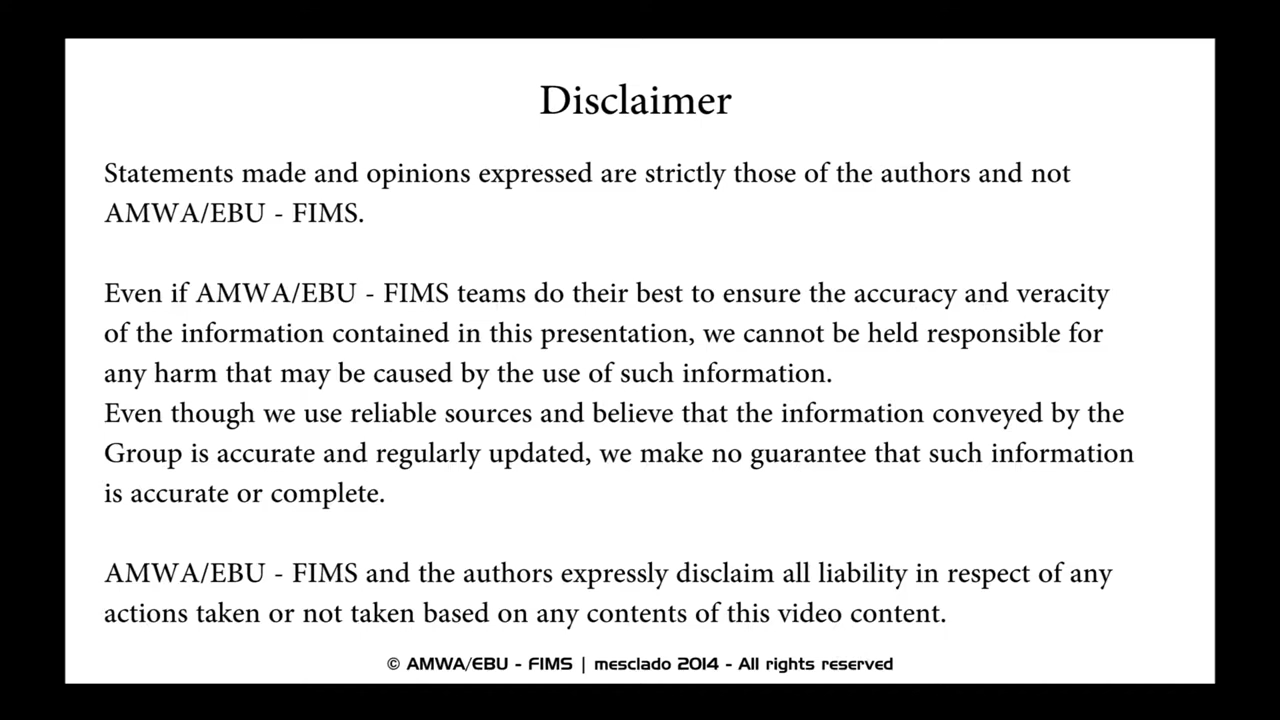 Disclaimer
Statements made and opinions expressed are strictly those of the authors and not
AMWA/EBU - FIMS.
Even if AMWA/EBU - FIMS teams do their best to ensure the accuracy and veracity
of the information contained in this presentation, we cannot be held responsible for
any harm that may be caused by the use of such information.
Even though we use reliable sources and believe that the information conveyed by the
Group is accurate and regularly updated, we make no guarantee that such information
is accurate or complete.
AMWA/EBU - FIMS and the authors expressly disclaim all liability in respect of any
actions taken or not taken based on any contents of this video content.
© AMWA/EBU - FIMS | mesclado 2014 - All rights reserved